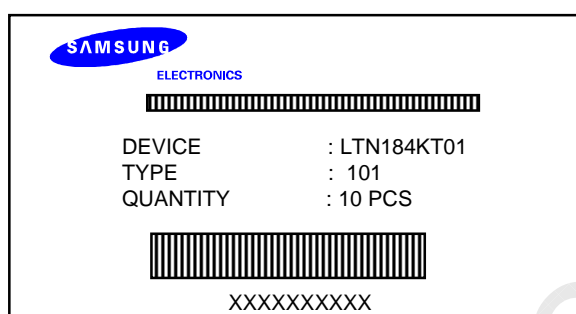 SAMSUNG
ELECTRONICS
DEVICE : LTN184KT01
TYPE : 101
QUANTITY : 10 PCS
XXXXXXXXXX